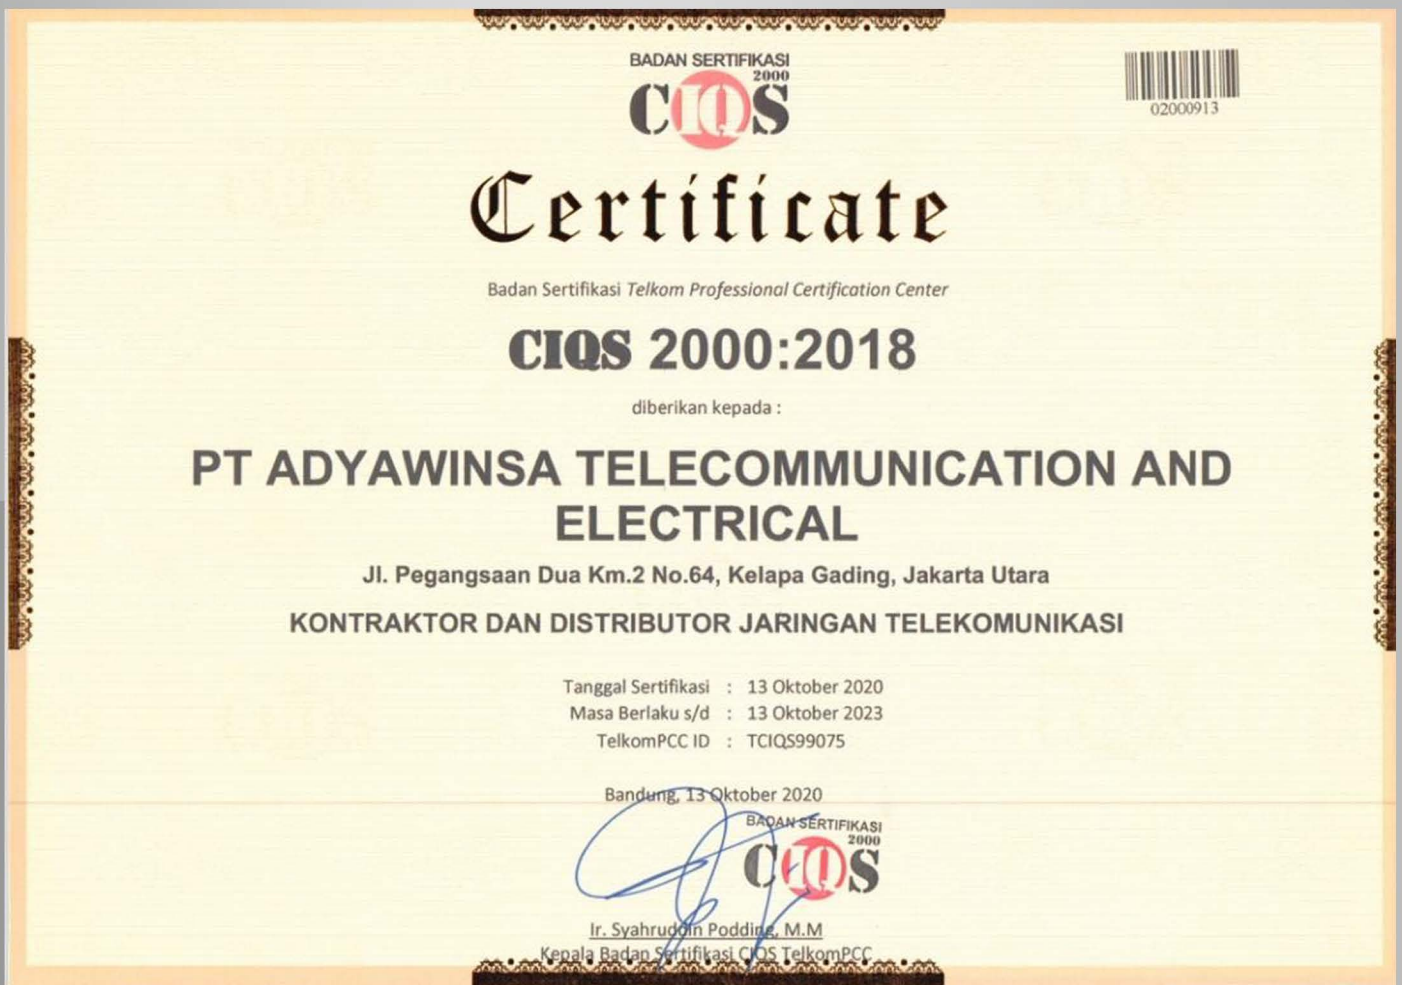 BADAN SERTIFIKASI
2000
CIQS
02000913
Certificate
Badan Sertifikasi Telkom Professional Certification Center
CIQS 2000:2018
diberikan kepada :
PT ADYAWINSA TELECOMMUNICATION AND
ELECTRICAL
Jl. Pegangsaan Dua Km.2 No.64, Kelapa Gading, Jakarta Utara
KONTRAKTOR DAN DISTRIBUTOR JARINGAN TELEKOMUNIKASI
Tanggal Sertifikasi : 13 Oktober 2020
Masa Berlaku s/d : 13 Oktober 2023
TelkomPCC ID : TCIQS99075
Bandung, 13 Oktober 2020
BADAN SERTIFIKASI
2000
CIQS
Ir. Syahruddin Podding, M.M
Kepala Badan Sertifikasi CIQS TelkomPCC